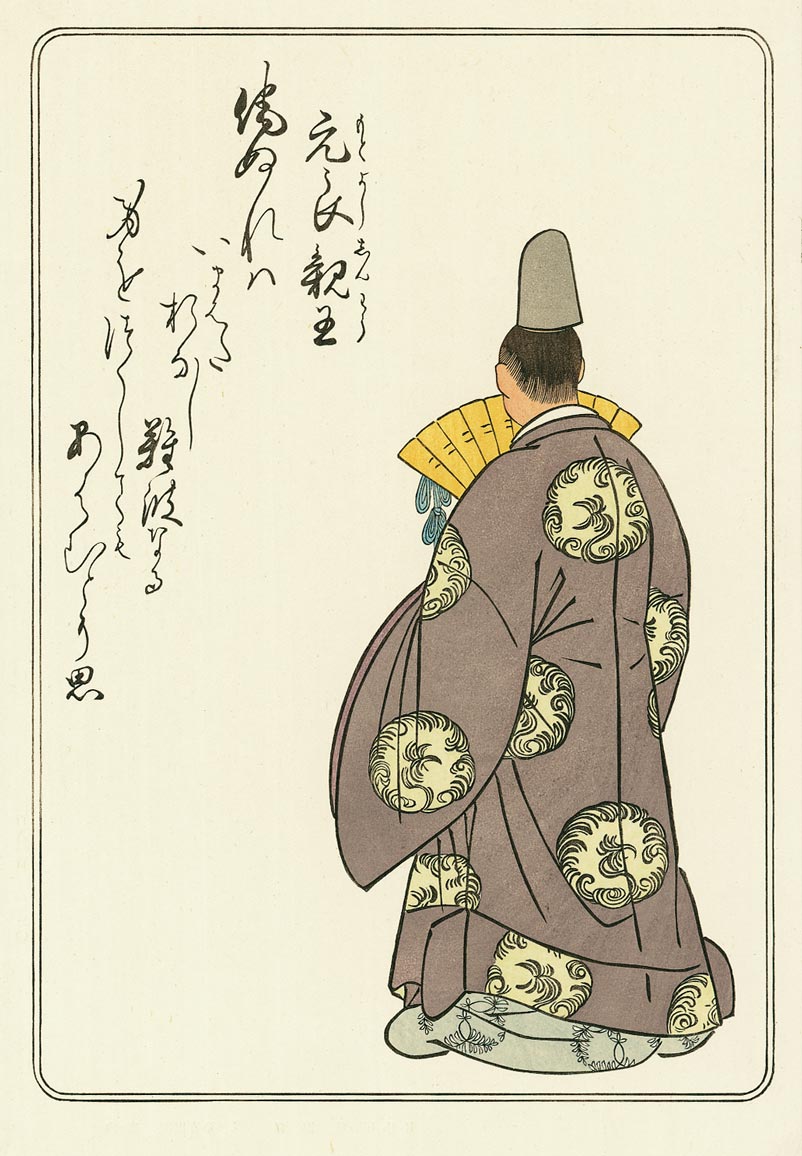 もとよししんわう
元良親王
侘ぬれハ
いまはた
おなし
難波なる
身をつくしても
あはむとそ思